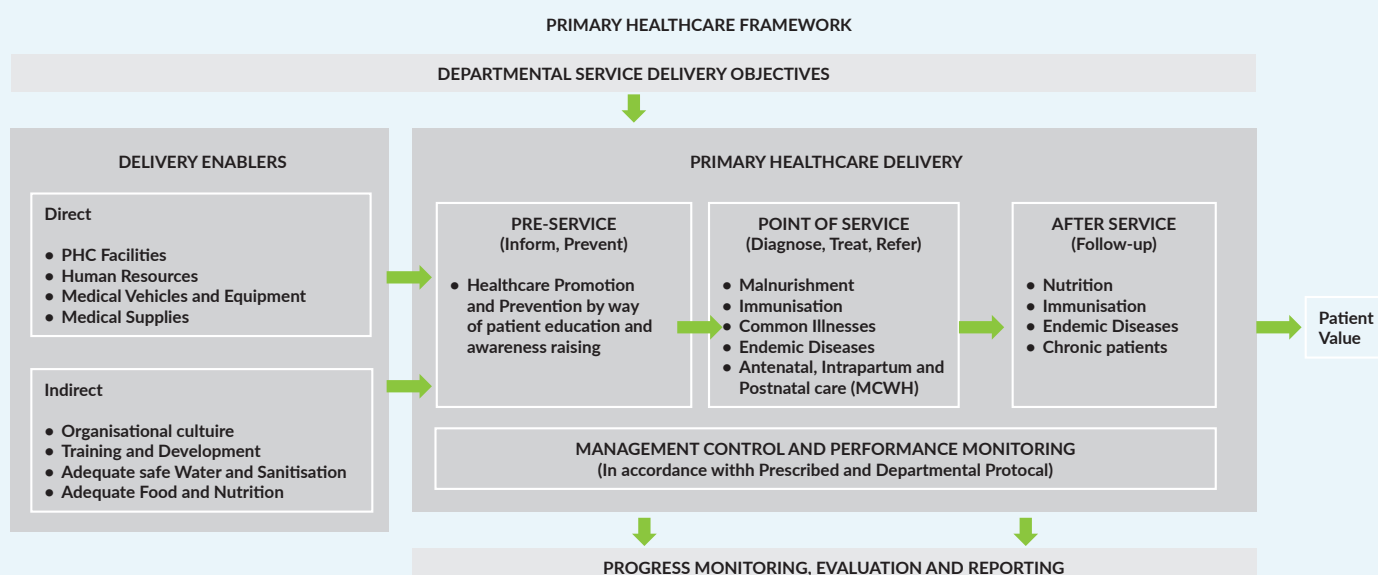 PRIMARY HEALTHCARE FRAMEWORK
DEPARTMENTAL SERVICE DELIVERY OBJECTIVES
DELIVERY ENABLERS
Direct
• PHC Facilities
• Human Resources
• Medical Vehicles and Equipment
• Medical Supplies
Indirect
• Organisational cultuire
• Training and Development
• Adequate safe Water and Sanitisation
• Adequate Food and Nutrition
PRIMARY HEALTHCARE DELIVERY
PRE-SERVICE
(Inform, Prevent)
• Healthcare Promotion
and Prevention by way
of patient education and
awareness raising
POINT OF SERVICE
(Diagnose, Treat, Refer)
• Malnurishment
• Immunisation
• Common Illnesses
• Endemic Diseases
• Antenatal, Intrapartum and
Postnatal care (MCWH)
AFTER SERVICE
(Follow-up)
• Nutrition
• Immunisation
• Endemic Diseases
• Chronic patients
MANAGEMENT CONTROL AND PERFORMANCE MONITORING
(In accordance withh Prescribed and Departmental Protocal)
Patient
Value
PROGRESS MONITORING, EVALUATION AND REPORTING